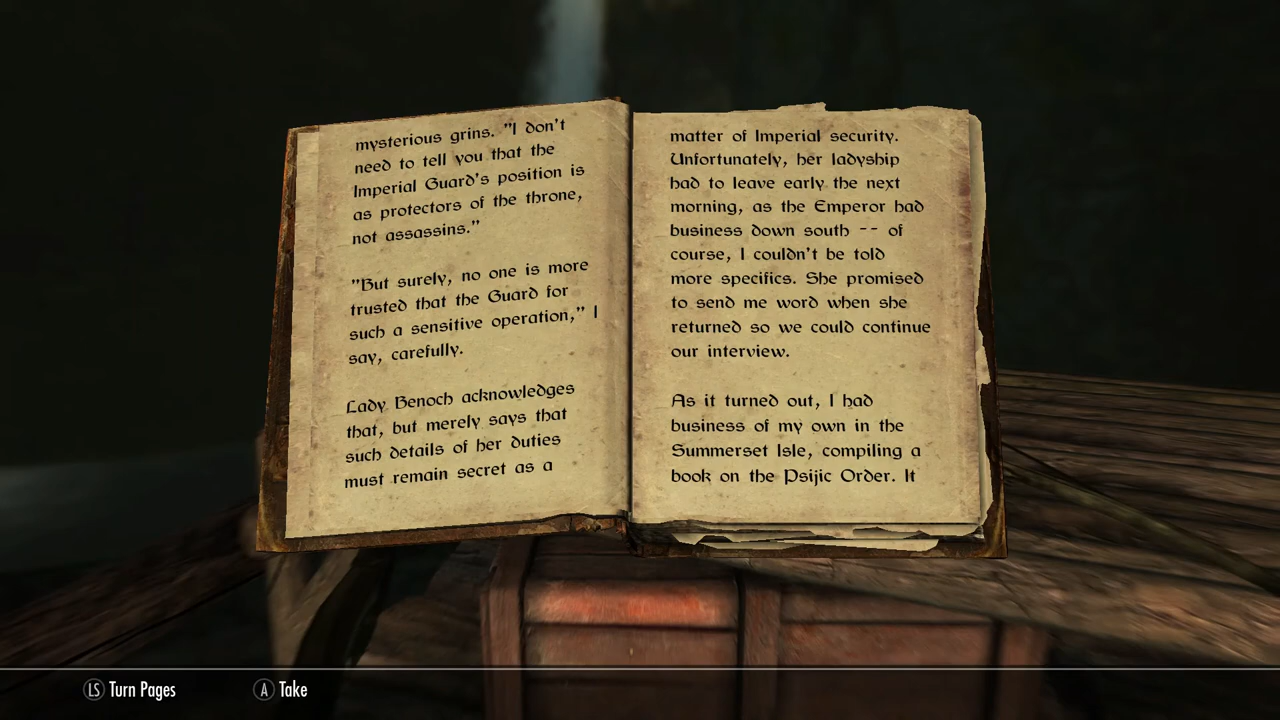 mysterious grins. "I don't
need to tell you that the
Imperial Guard's position is
as protectors of the throne,
not assassins."
"But surely, no one is more
trusted that the Guard for
such a sensitive operation," I
say, carefully.
Lady Benoch acknowledges
that, but merely says that
such details of her duties
must remain secret as a
matter of Imperial security.
Unfortunately, her ladyship
had to leave early the next
morning, as the Emperor had
business down south -- of
course, I couldn't be told
more specifics. She promised
to send me word when she
returned so we could continue
our interview.
As it turned out, I had
business of my own in the
Summerset Isle, compiling a
book on the Psijic Order. It
LS Turn Pages
A Take